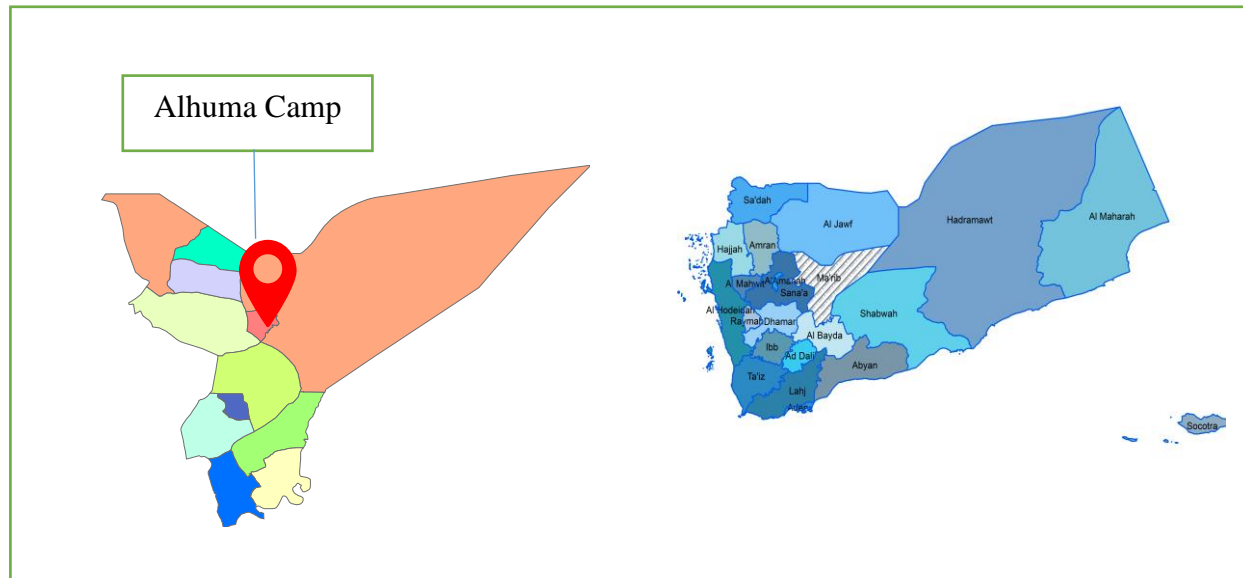 Alhuma Camp
Sa'dah
Al Jawf
Hadramawt
Al Maharah
Hajjah
Amran
Ma'rib
Al Mahwit
Sana'a
Al Hodeidah
Dhamar
Al Bayda
Shabwah
Ibb
Ad Dali
Abyan
Ta'iz
Lahj
Aden
Socotra